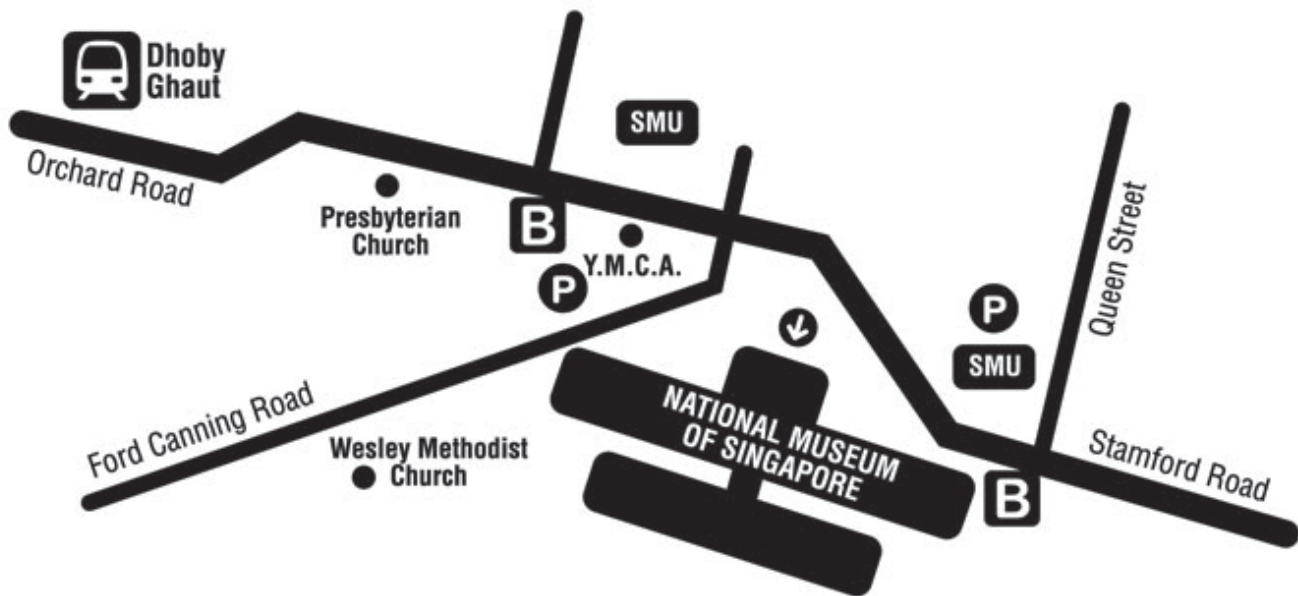 Dhoby
Ghaut
SMU
Orchard Road
Presbyterian
Church
B
Y.M.C.A.
P
Queen Street
P
SMU
Ford Canning Road
NATIONAL MUSEUM
OF SINGAPORE
Wesley Methodist
Church
Stamford Road
B